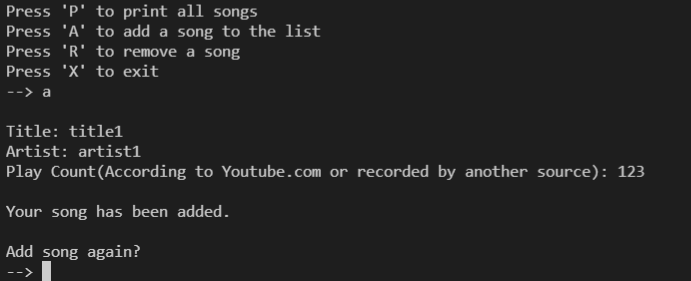 Press 'P' to print all songs
Press 'A' to add a song to the list
Press 'R' to remove a song
Press 'X' to exit
--> a
Title: title1
Artist: artist1
Play Count(According to Youtube.com or recorded by another source): 123
Your song has been added.
Add song again?
-->